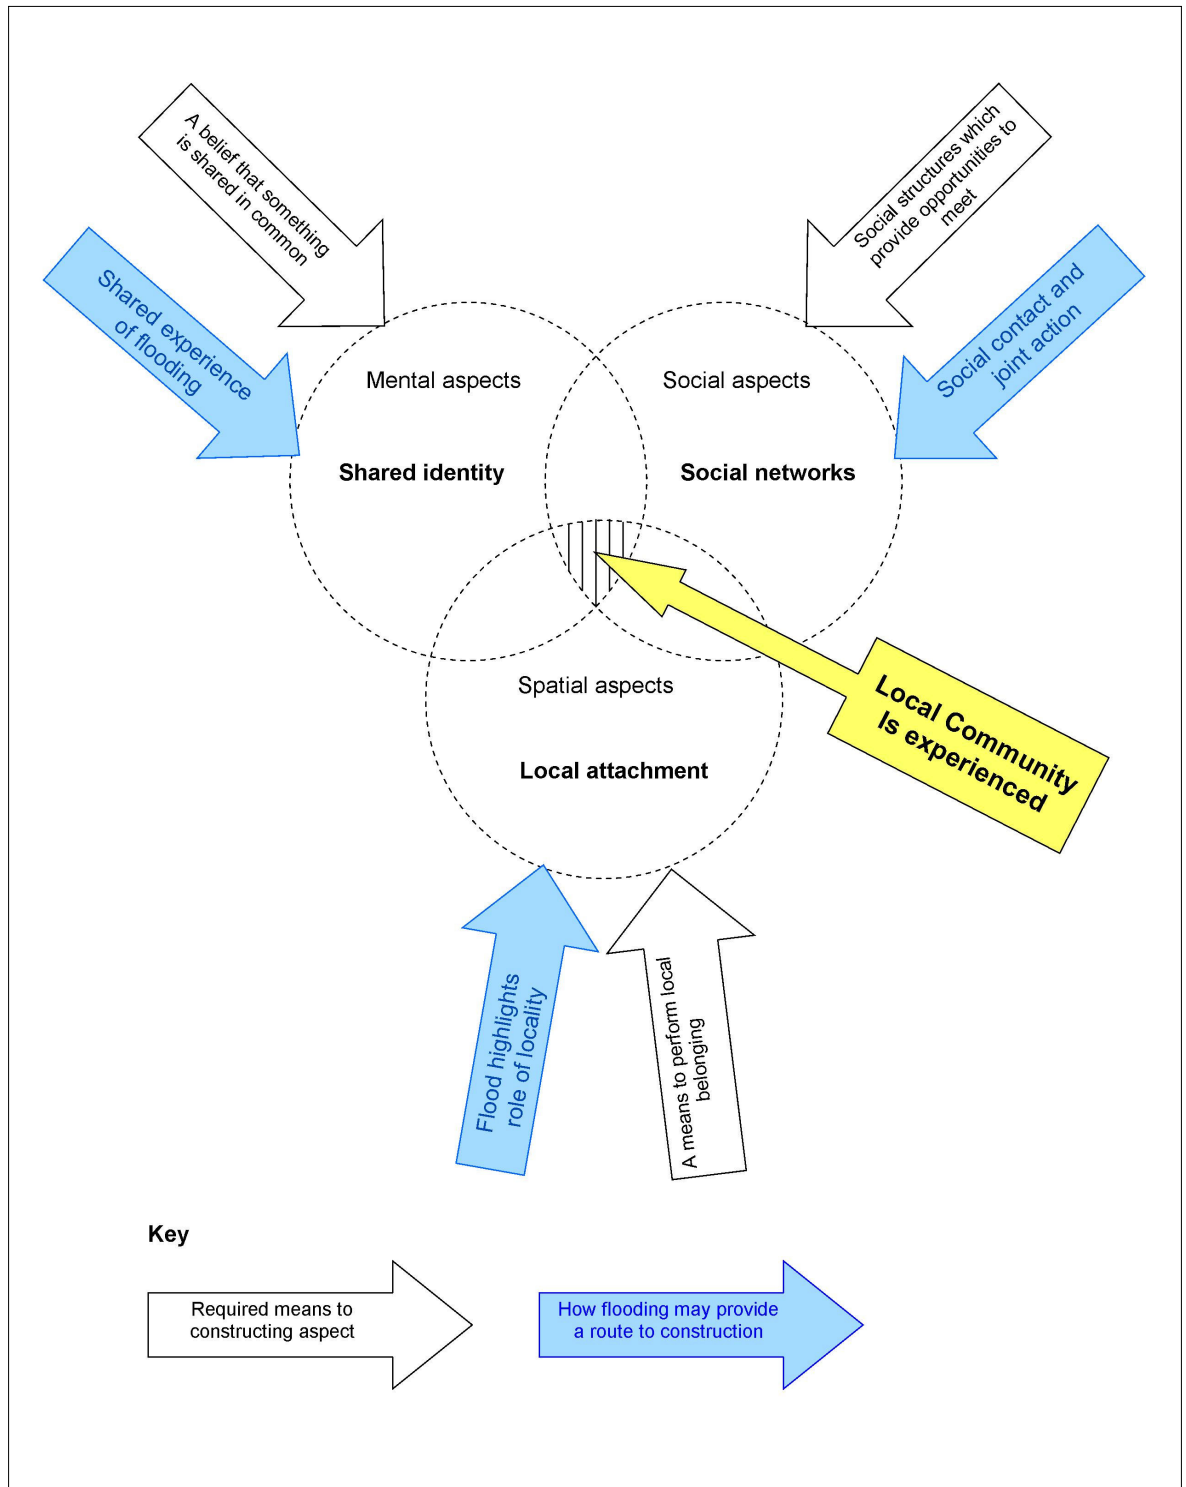 A belief that something
is shared in common
Social structures which
provide opportunities to
meet
Shared experience
of flooding
Social contact and
joint action
Mental aspects
Social aspects
Shared identity
Social networks
Spatial aspects
Local attachment
Local Community
Is experienced
Flood highlights
role of locality
A means to perform local
belonging
Key
Required means to
constructing aspect
How flooding may provide
a route to construction